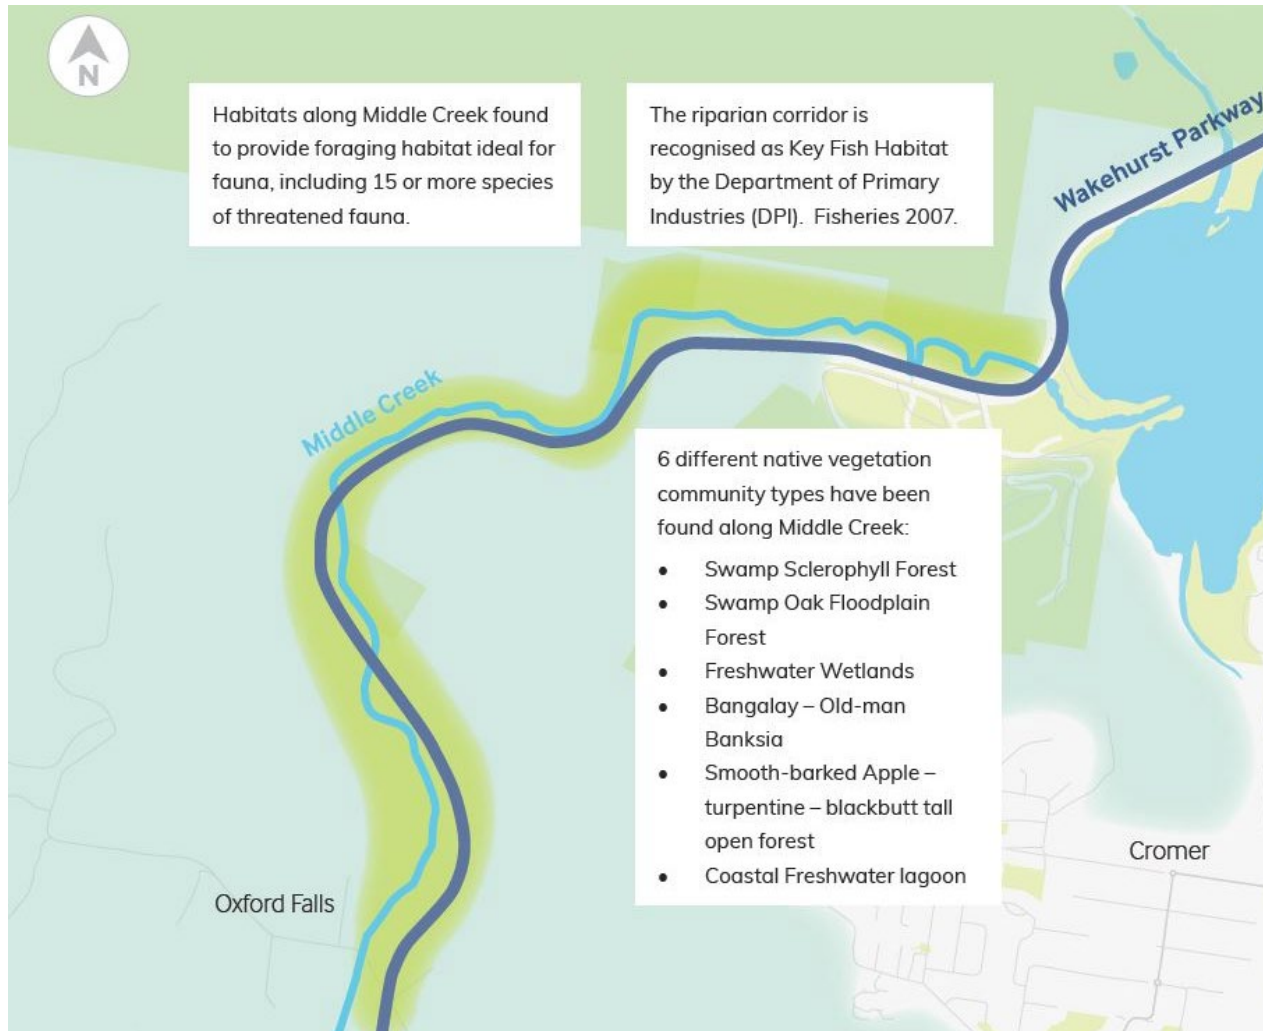 N
Habitats along Middle Creek found
to provide foraging habitat ideal for
fauna, including 15 or more species
of threatened fauna.
The riparian corridor is
recognised as Key Fish Habitat
by the Department of Primary
Industries (DPI).  Fisheries 2007.
Wakehurst Parkway
Middle Creek
6 different native vegetation
community types have been
found along Middle Creek:
• Swamp Sclerophyll Forest
• Swamp Oak Floodplain
Forest
• Freshwater Wetlands
• Bangalay – Old-man
Banksia
• Smooth-barked Apple –
turpentine – blackbutt tall
open forest
• Coastal Freshwater lagoon
Cromer
Oxford Falls